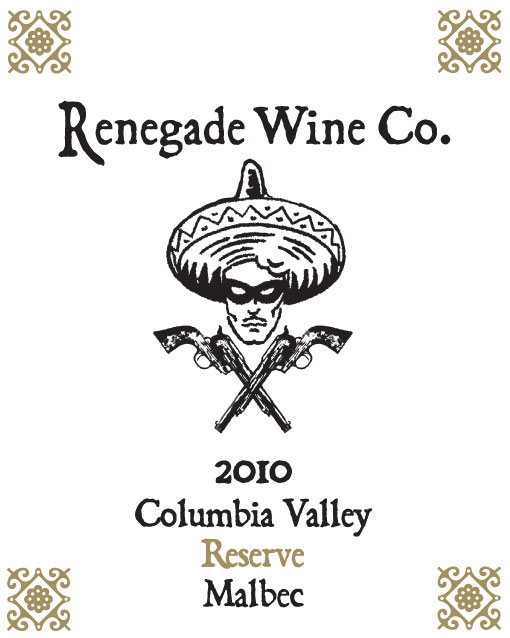 Renegade Wine Co.
2010
Columbia Valley
Reserve
Malbec